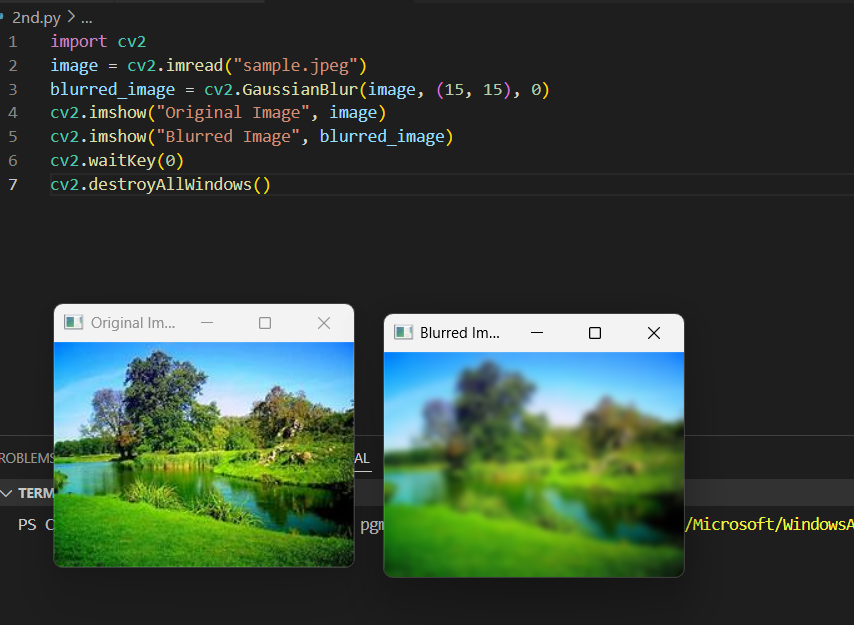 2nd.py > ...
1 import cv2
2 image = cv2.imread("sample.jpeg")
3 blurred_image = cv2.GaussianBlur(image, (15, 15), 0)
4 cv2.imshow("Original Image", image)
5 cv2.imshow("Blurred Image", blurred_image)
6 cv2.waitKey(0)
7 cv2.destroyAllWindows()
Original Im...
Blurred Im...
ROBLEMS AL
TERM
PS C pgm /Microsoft/WindowsA